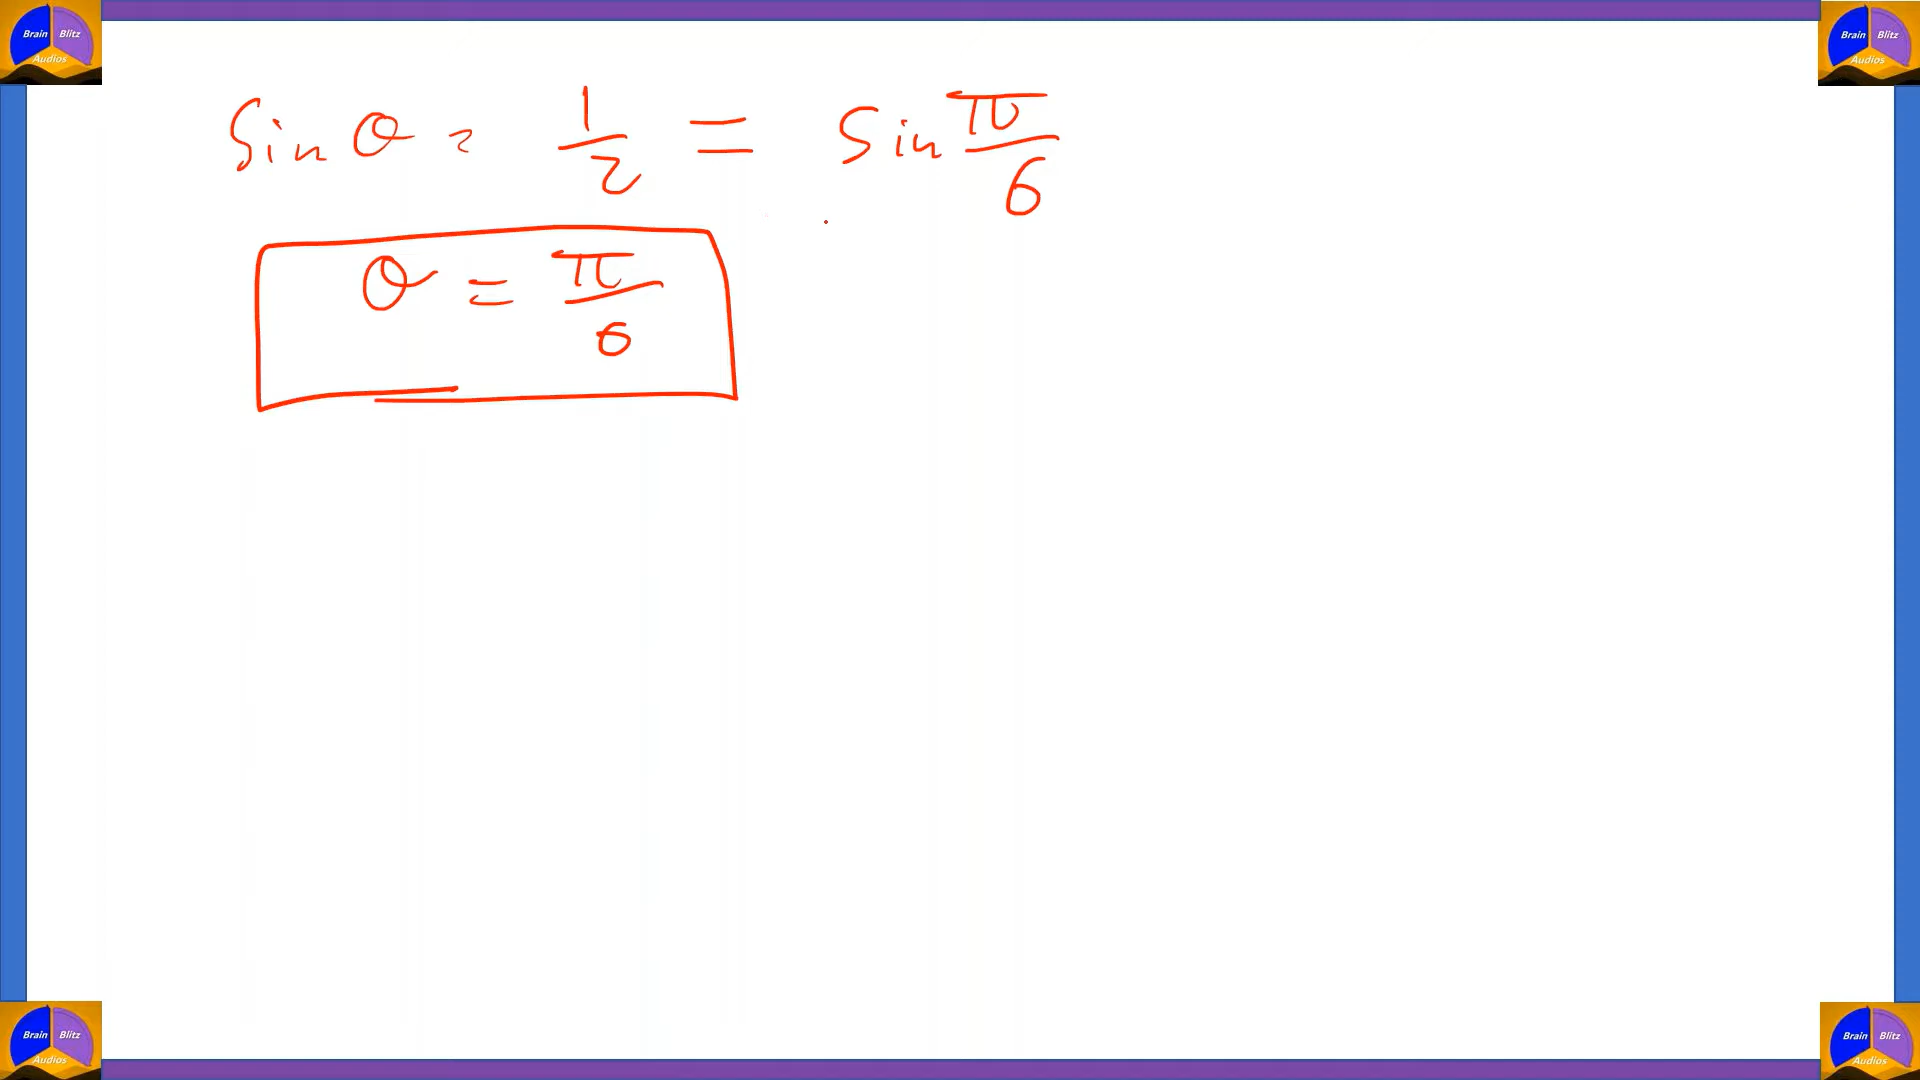 Brain Blitz Audios
Brain Blitz Audios
Sin θ = 1/2 = Sin π/6
θ = π/6
Brain Blitz Audios
Brain Blitz Audios